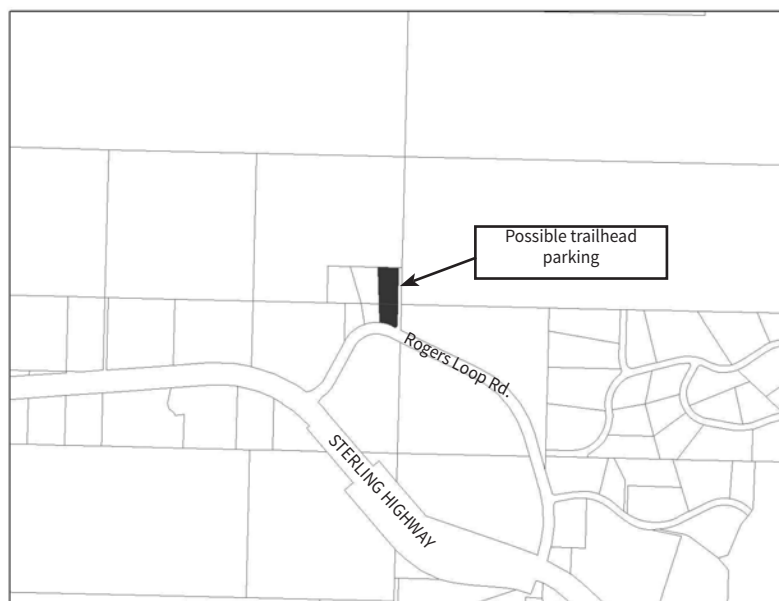 Possible trailhead
parking
Rogers Loop Rd.
STERLING HIGHWAY